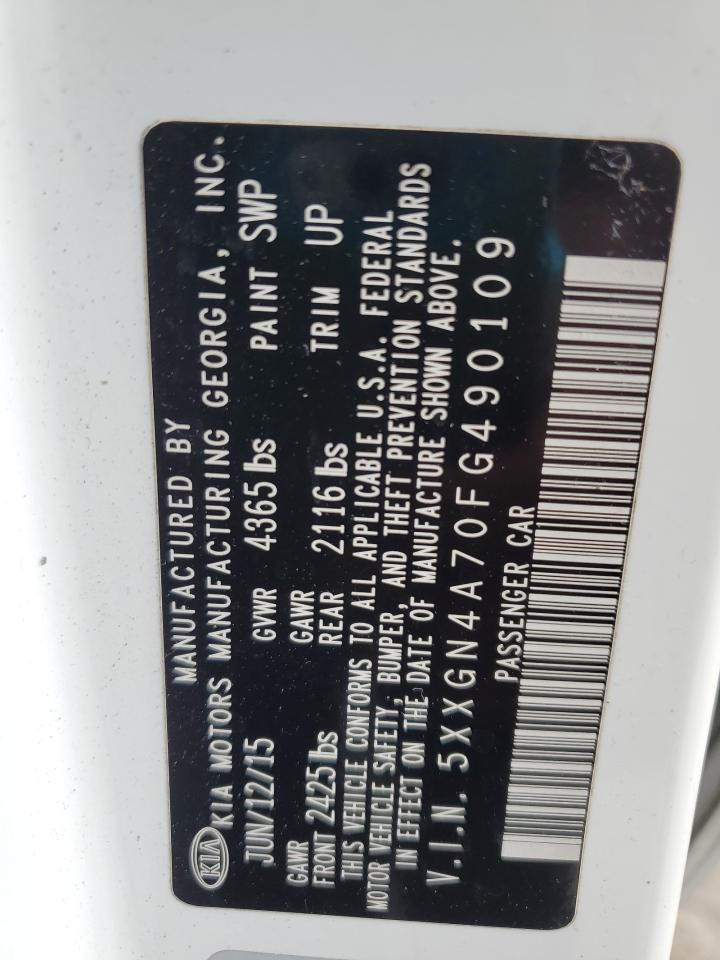 MANUFACTURED BY
KIA KIA MOTORS MANUFACTURING GEORGIA, INC.
JUN/12/15 GVWR 4365 lbs PAINT SWP
GAWR FRONT 2425 lbs GAWR REAR 2116 lbs TRIM UP
THIS VEHICLE CONFORMS TO ALL APPLICABLE U.S.A. FEDERAL
MOTOR VEHICLE SAFETY, BUMPER, AND THEFT PREVENTION STANDARDS
IN EFFECT ON THE DATE OF MANUFACTURE SHOWN ABOVE.
V.I.N. 5XXGN4A70FG490109
PASSENGER CAR